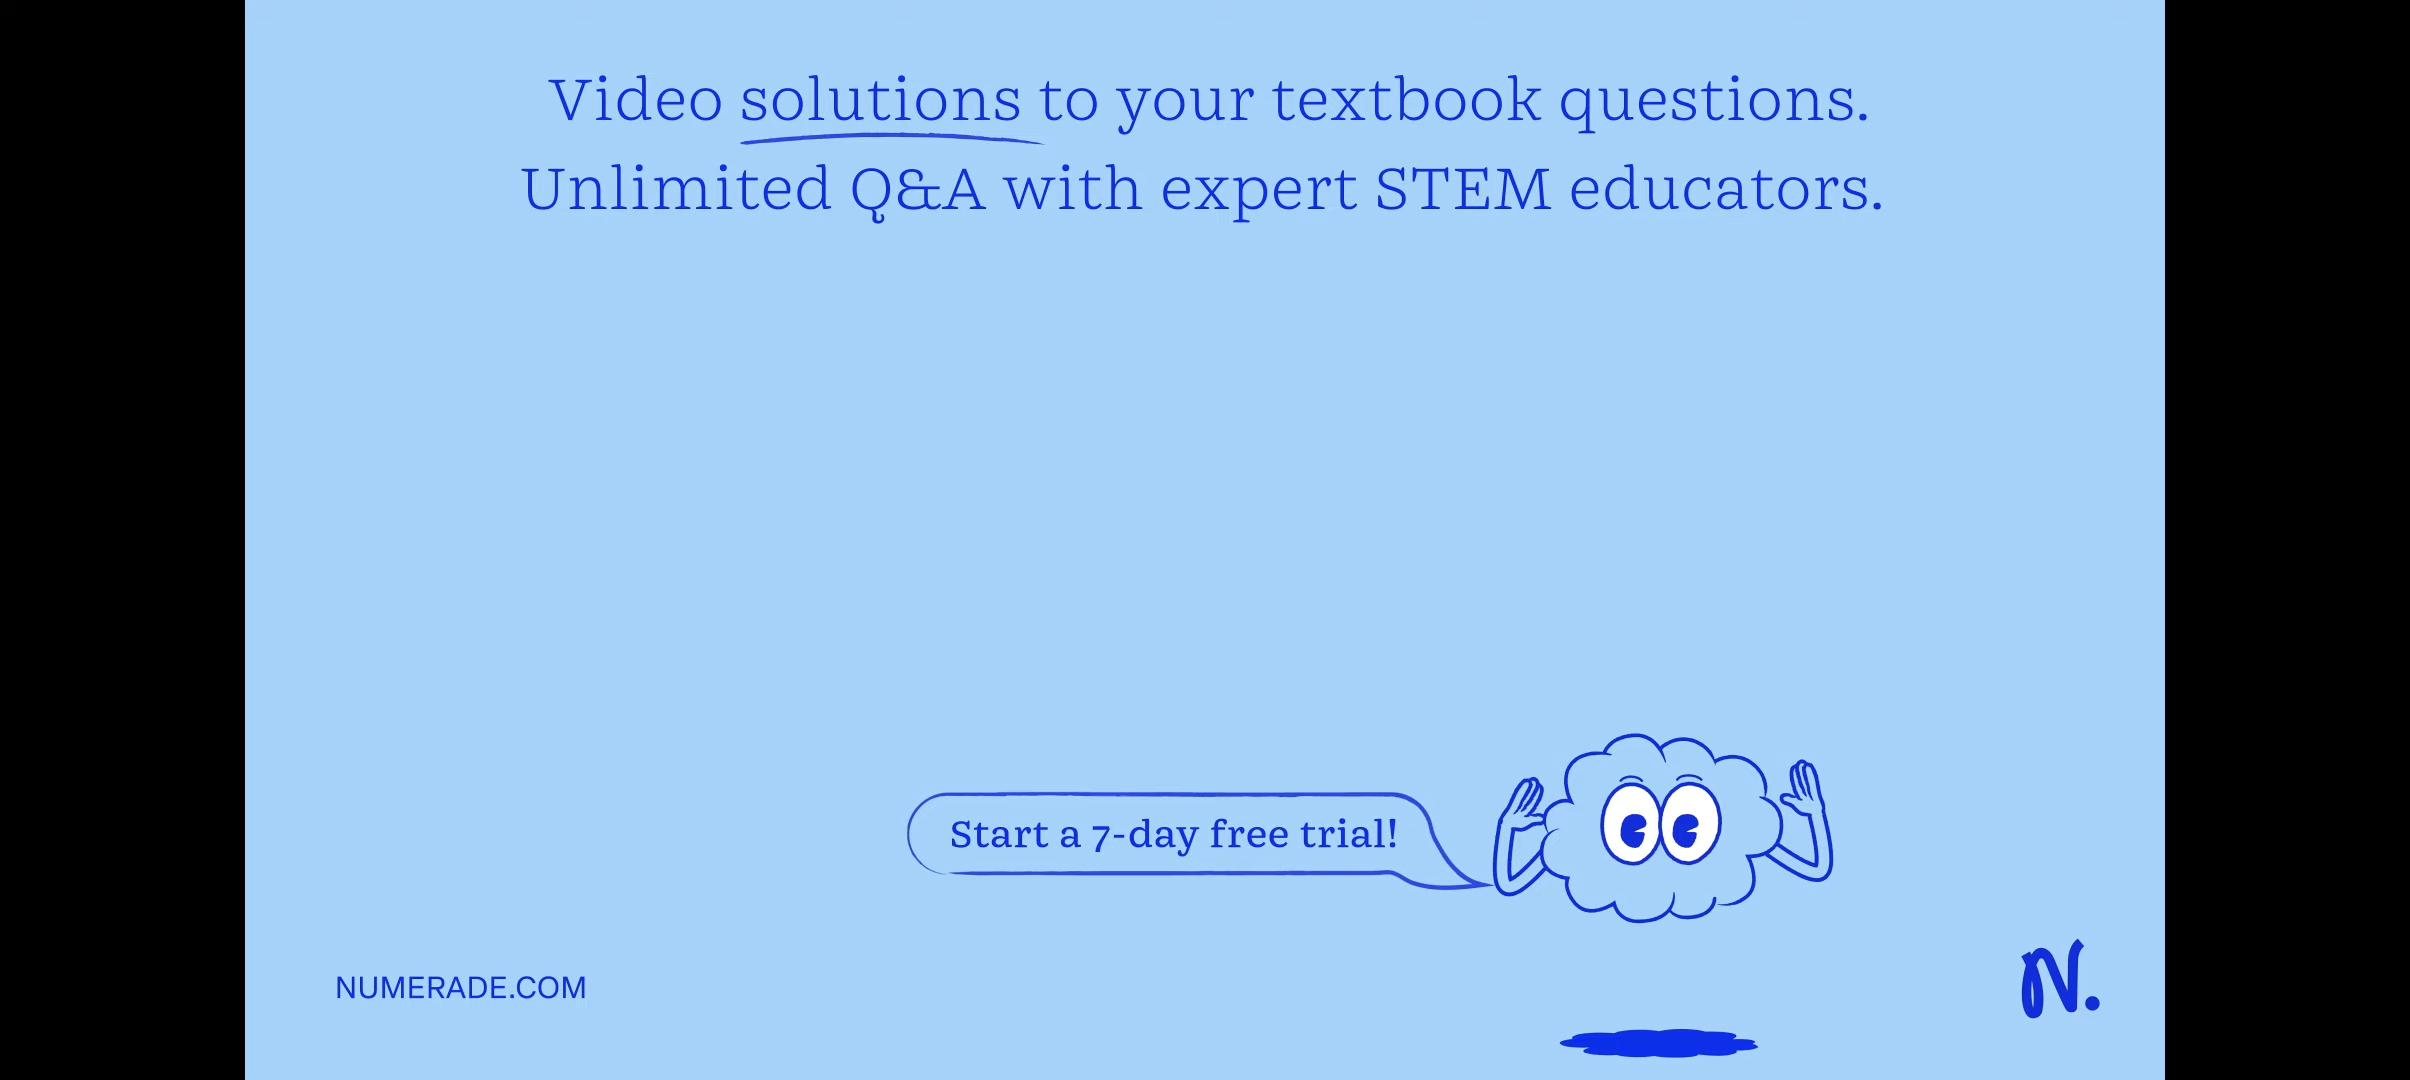 Video solutions to your textbook questions.
Unlimited Q&A with expert STEM educators.
Start a 7-day free trial!
NUMERADE.COM
N.